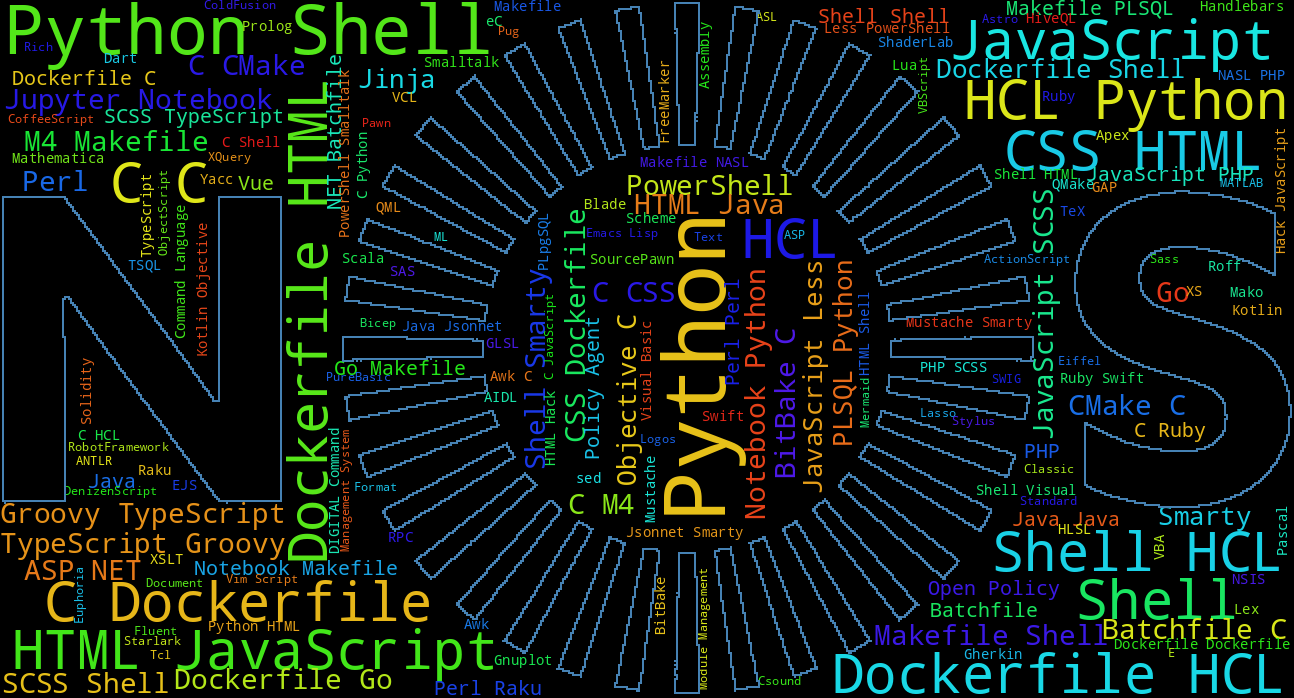 ColdFusion
Makefile
Python Shell
Prolog
eC
Pug
Rich
Dart
C CMake
Smalltalk
Dockerfile C
Jinja
Jupyter Notebook
VCL
CoffeeScript
SCSS TypeScript
Pawn
M4 Makefile
C Shell
Mathematica
XQuery
C C
Perl
Yacc
Vue
TypeScript
ObjectScript
Command Language
Kotlin Objective
TSQL
HTML
Dockerfile
NET Batchfile
PowerShell Smalltalk
C Python
QML
ML
Scala
SAS
Bicep
Java Jsonnet
GLSL
Go Makefile
PureBasic
Awk C
AIDL
Solidity
C HCL
RobotFramework
ANTLR
Raku
Java
DenizenScript
EJS
DIGITAL Command
Management System
Format
RPC
Groovy TypeScript
TypeScript Groovy
XSLT
ASP NET
Notebook Makefile
Document
Vim Script
Euphoria
C Dockerfile
Python HTML
Fluent
Starlark
Tcl
HTML JavaScript
SCSS Shell
Dockerfile Go
Awk
Gnuplot
Perl Raku
FreeMarker
Assembly
ASL
Makefile NASL
PowerShell
Blade
HTML Java
Scheme
Emacs Lisp
Text
HCL
ASP
SourcePawn
PLpgSQL
Shell Smarty
HTML Hack C JavaScript
CSS Dockerfile
C CSS
Policy Agent
Objective C
Visual Basic
Python
Perl Perl
Notebook Python
BitBake C
JavaScript Less
PLSQL Python
HTML Shell
Mermaid
Swift
Logos
sed
Mustache
C M4
Jsonnet Smarty
BitBake
Module Management
Csound
Shell Shell
Less PowerShell
ShaderLab
Lua
VBScript
Makefile PLSQL
Handlebars
Astro
HiveQL
JavaScript
Dockerfile Shell
NASL PHP
HCL Python
Ruby
Apex
CSS HTML
Hack JavaScript
Shell HTML
JavaScript PHP
QMake
GAP
MATLAB
TeX
JavaScript SCSS
ActionScript
Sass
Roff
Go
XS
Mako
Kotlin
Mustache Smarty
PHP SCSS
Eiffel
SWIG
Ruby Swift
Lasso
Stylus
CMake C
C Ruby
PHP
Classic
Shell Visual
Standard
Java Java
HLSL
Smarty
Pascal
VBA
Shell HCL
Open Policy
NSIS
Shell
Batchfile
Lex
Makefile Shell
Batchfile C
Dockerfile Dockerfile
Gherkin
E
Dockerfile HCL